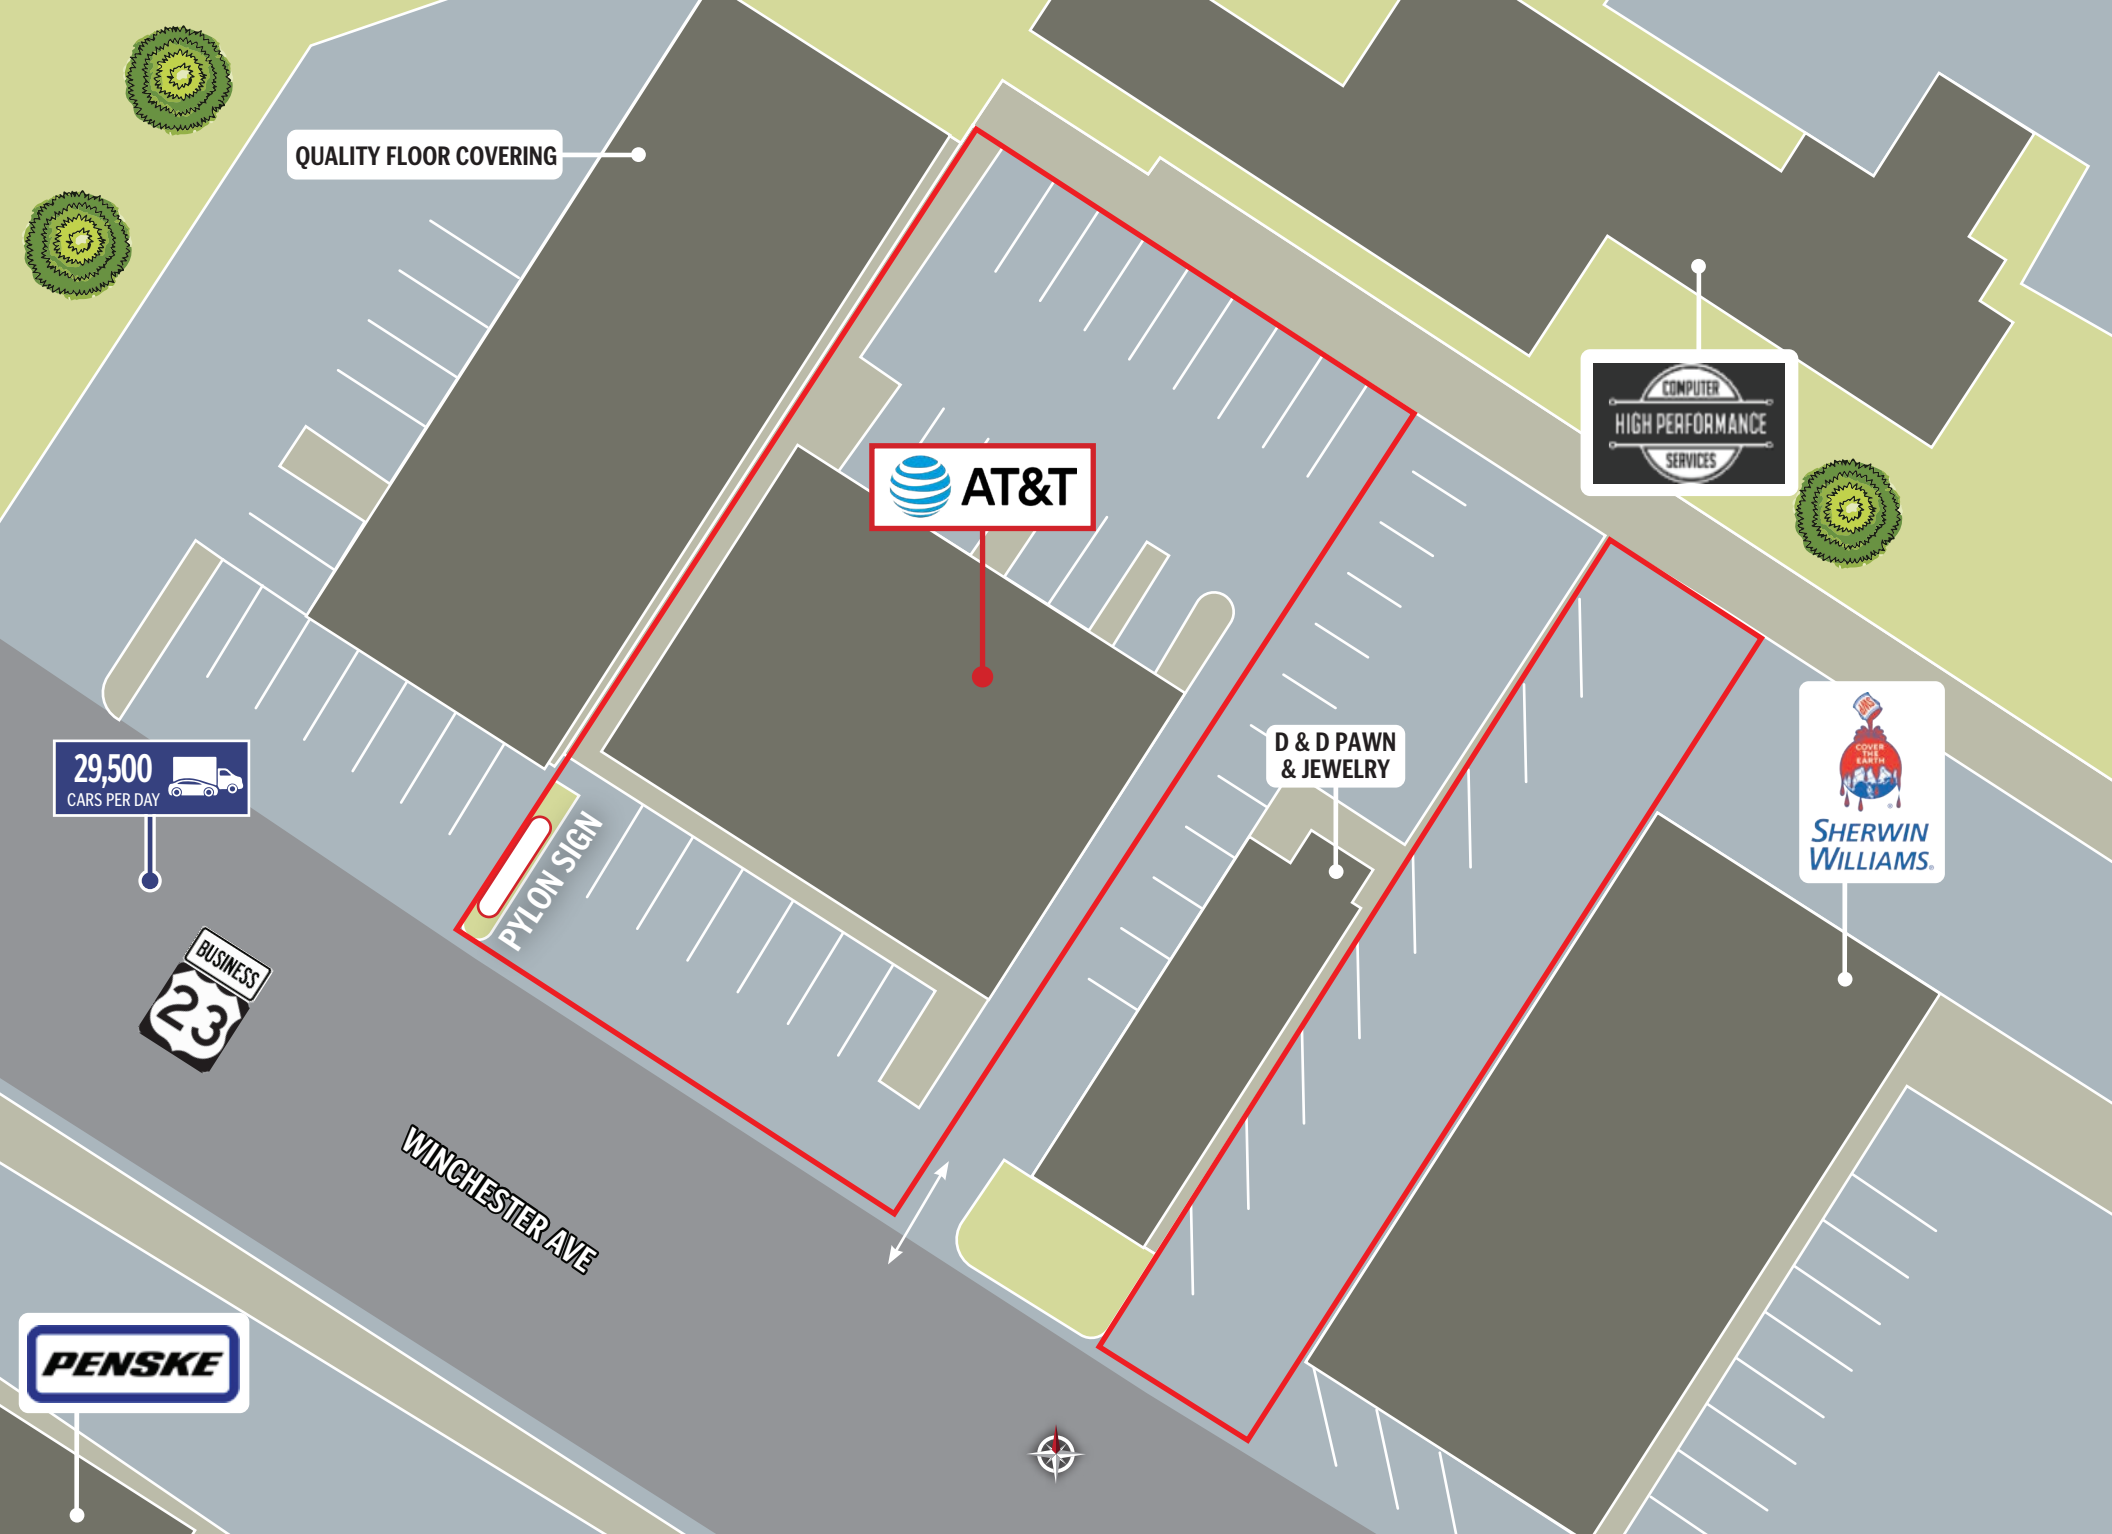 QUALITY FLOOR COVERING
COMPUTER
HIGH PERFORMANCE
SERVICES
AT&T
D & D PAWN
& JEWELRY
SWP
COVER
THE
EARTH
®
SHERWIN
WILLIAMS.
29,500
CARS PER DAY
PYLON SIGN
BUSINESS
23
WINCHESTER AVE
PENSKE